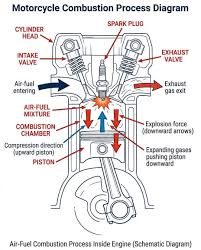 Motorcycle Combustion Process Diagram
CYLINDER
HEAD
SPARK PLUG
INTAKE
VALVE
EXHAUST
VALVE
Air-fuel
entering
Exhaust
gas exit
AIR-FUEL
MIXTURE
COMBUSTION
CHAMBER
Compression direction
(upward piston)
PISTON
Explosion force
(downward arrows)
Expanding gases
pushing piston
downward
Air-Fuel Combustion Process Inside Engine (Schematic Diagram)